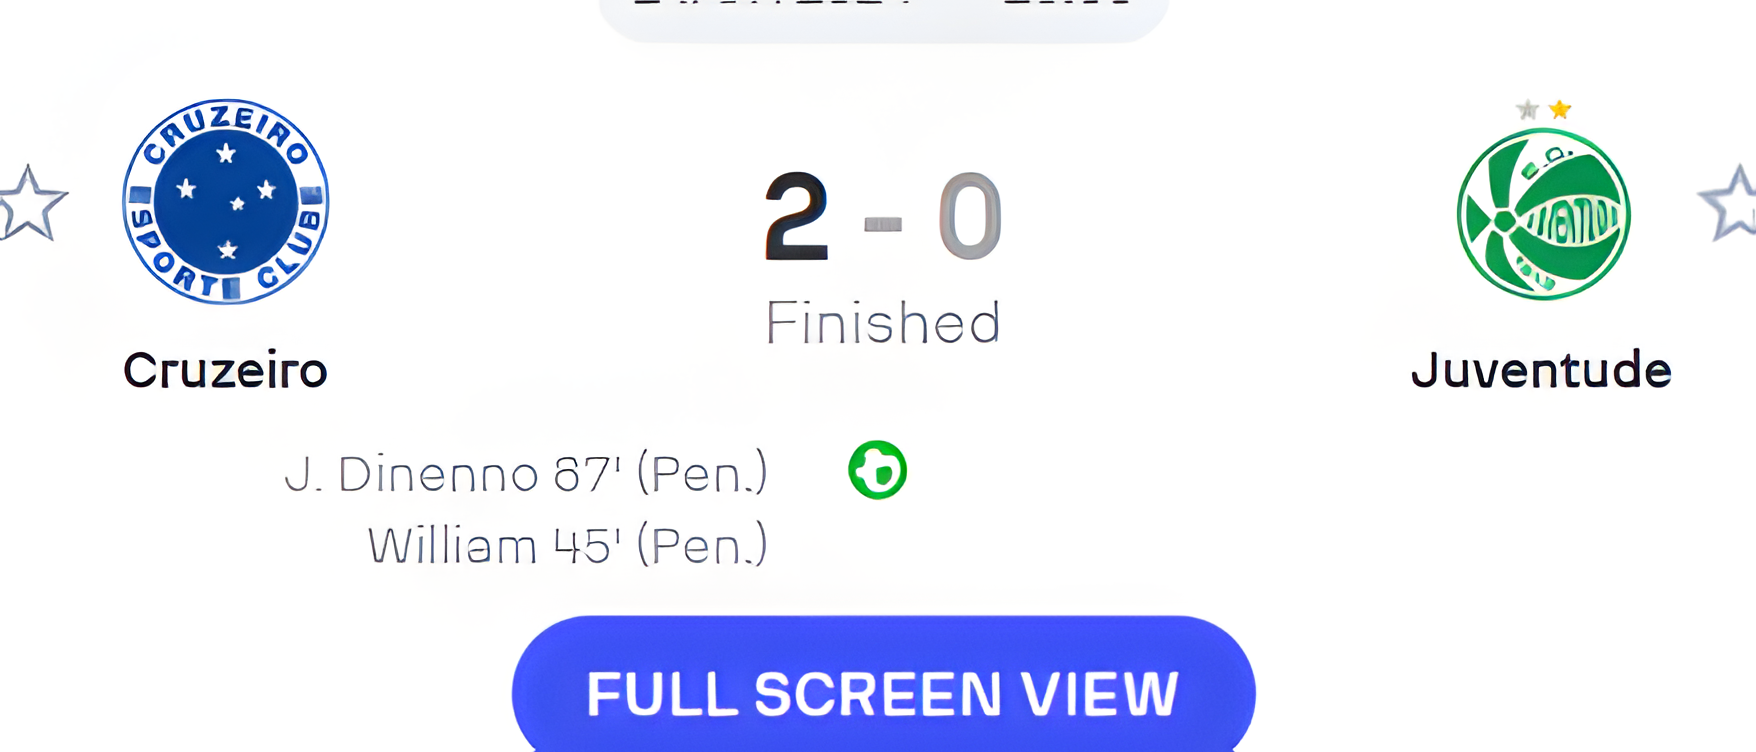 CRUZEIRO
SPORTE CLUB
2 - 0
Finished
Cruzeiro
Juventude
J. Dinenno 87' (Pen.)
William 45' (Pen.)
FULL SCREEN VIEW